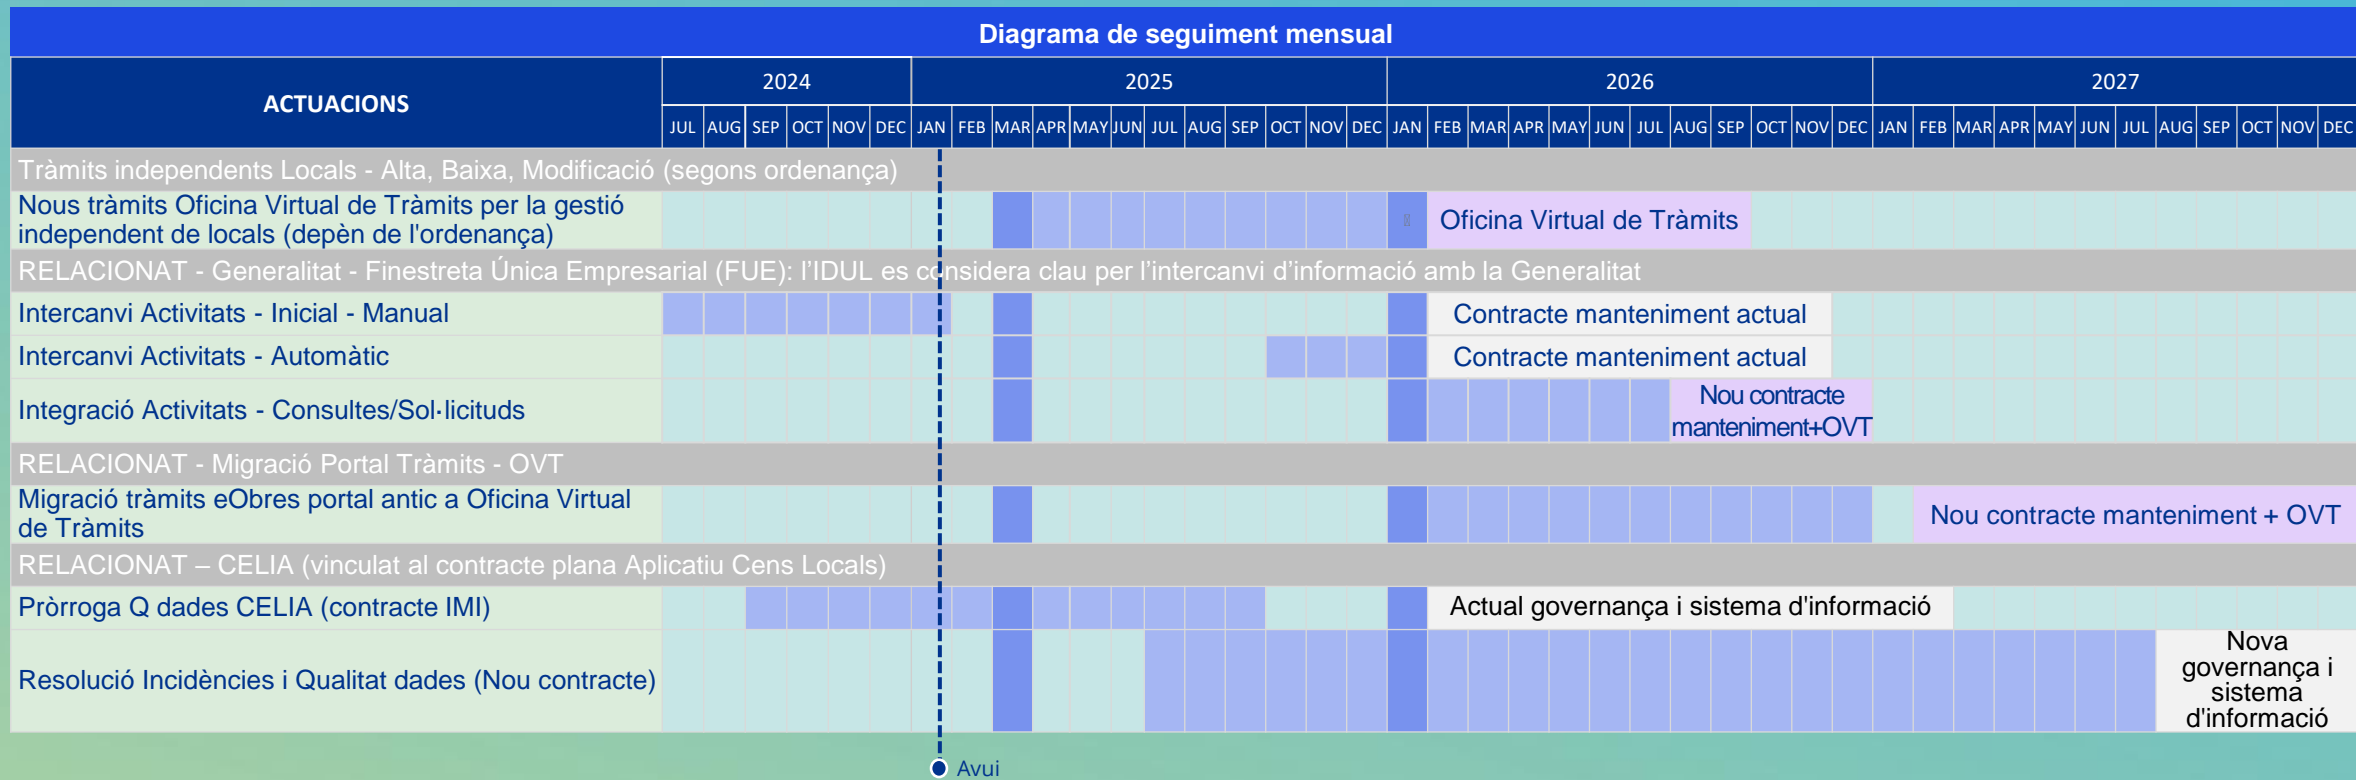 Diagrama de seguiment mensual
ACTUACIONS
2024 2025 2026 2027
JUL AUG SEP OCT NOV DEC JAN FEB MAR APR MAY JUN JUL AUG SEP OCT NOV DEC JAN FEB MAR APR MAY JUN JUL AUG SEP OCT NOV DEC JAN FEB MAR APR MAY JUN JUL AUG SEP OCT NOV DEC
Tràmits independents Locals - Alta, Baixa, Modificació (segons ordenança)
Nous tràmits Oficina Virtual de Tràmits per la gestió
independent de locals (depèn de l'ordenança)
Oficina Virtual de Tràmits
RELACIONAT - Generalitat - Finestreta Única Empresarial (FUE): l’IDUL es considera clau per l’intercanvi d’informació amb la Generalitat
Intercanvi Activitats - Inicial - Manual
Contracte manteniment actual
Intercanvi Activitats - Automàtic
Contracte manteniment actual
Integració Activitats - Consultes/Sol·licituds
Nou contracte
manteniment+OVT
RELACIONAT - Migració Portal Tràmits - OVT
Migració tràmits eObres portal antic a Oficina Virtual
de Tràmits
Nou contracte manteniment + OVT
RELACIONAT – CELIA (vinculat al contracte plana Aplicatiu Cens Locals)
Pròrroga Q dades CELIA (contracte IMI)
Actual governança i sistema d'informació
Resolució Incidències i Qualitat dades (Nou contracte)
Nova
governança i
sistema
d'informació
Avui